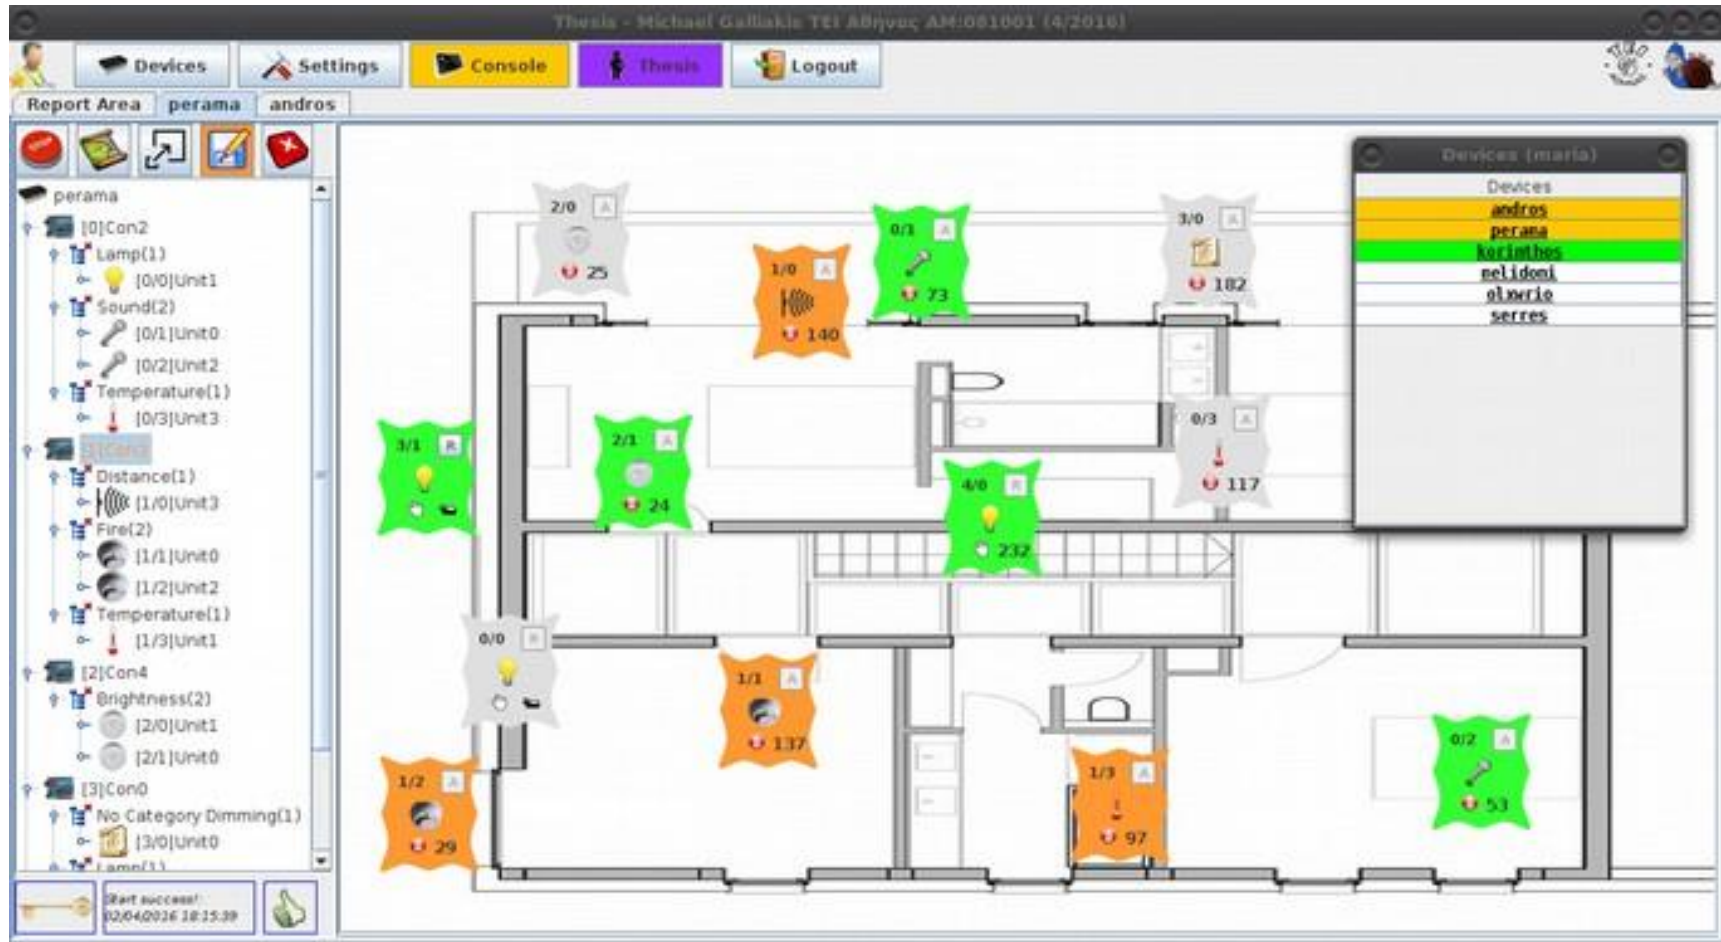 Thesis - Michael Galliakis TEI Αθήνας AM:081001 (4/2016)
Devices
Settings
Console
Thesis
Logout
Report Area
perama
andros
perama
[0]Con2
Lamp(1)
[0/0]Unit1
Sound(2)
[0/1]Unit0
[0/2]Unit2
Temperature(1)
[0/3]Unit3
Distance(1)
[1/0]Unit3
Fire(2)
[1/1]Unit0
[1/2]Unit2
Temperature(1)
[1/3]Unit1
[2]Con4
Brightness(2)
[2/0]Unit1
[2/1]Unit0
[3]Con0
No Category Dimming(1)
[3/0]Unit0
Lamp(1)
Start success!
02/04/2016 18:15:39
2/0 A
25
1/0 A
140
0/1 A
73
3/0 A
182
3/1 R
2/1 A
24
4/0 R
232
0/3 A
117
0/0 R
1/1 A
137
1/2 A
29
1/3 A
97
0/2 A
53
Devices (maria)
Devices
andros
perama
korinthos
melidoni
olxwrio
serres